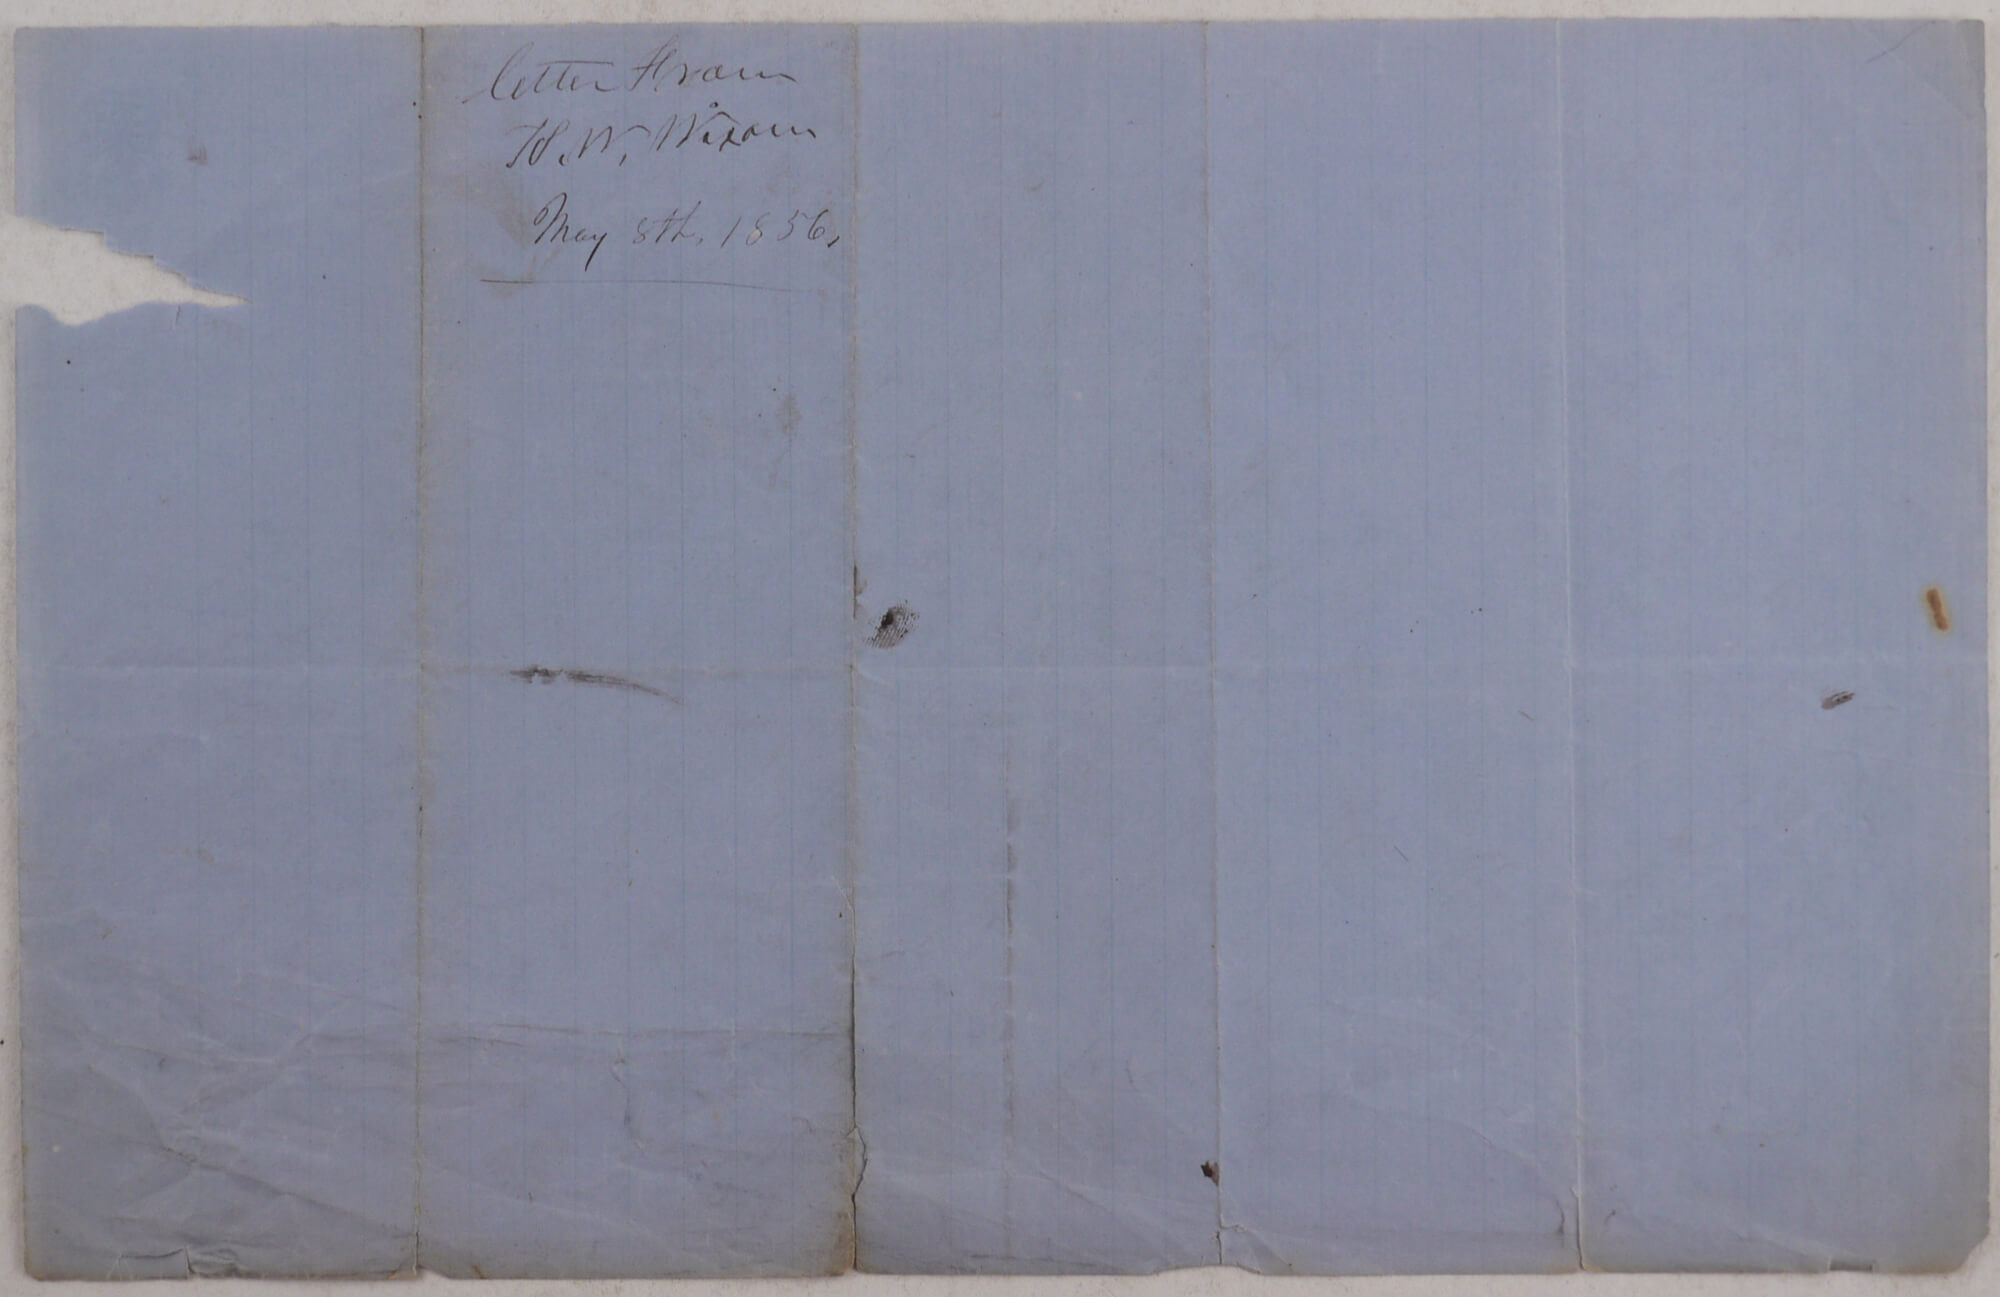 Letter From
H. W. Wixom
May 8th, 1856,